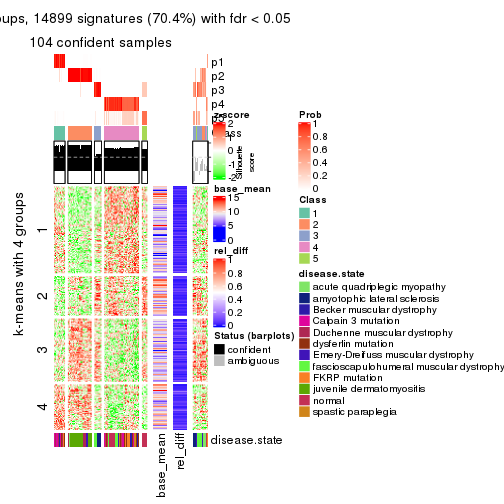 oups, 14899 signatures (70.4%) with fdr < 0.05
104 confident samples
p1
p2
p3
p4
p5
Class
Silhouette
score
k-means with 4 groups
1
2
3
4
base_mean
rel_diff
disease.state
z-score
2
1
0
-1
-2
base_mean
15
10
5
0
rel_diff
1
0.8
0.6
0.4
0.2
0
Status (barplots)
confident
ambiguous
Prob
1
0.8
0.6
0.4
0.2
0
Class
1
2
3
4
5
disease.state
acute quadriplegic myopathy
amyotrophic lateral sclerosis
Becker muscular dystrophy
Calpain 3 mutation
Duchenne muscular dystrophy
dysferlin mutation
Emery-Dreifuss muscular dystrophy
fascioscapulohumeral muscular dystrophy
FKRP mutation
juvenile dermatomyositis
normal
spastic paraplegia